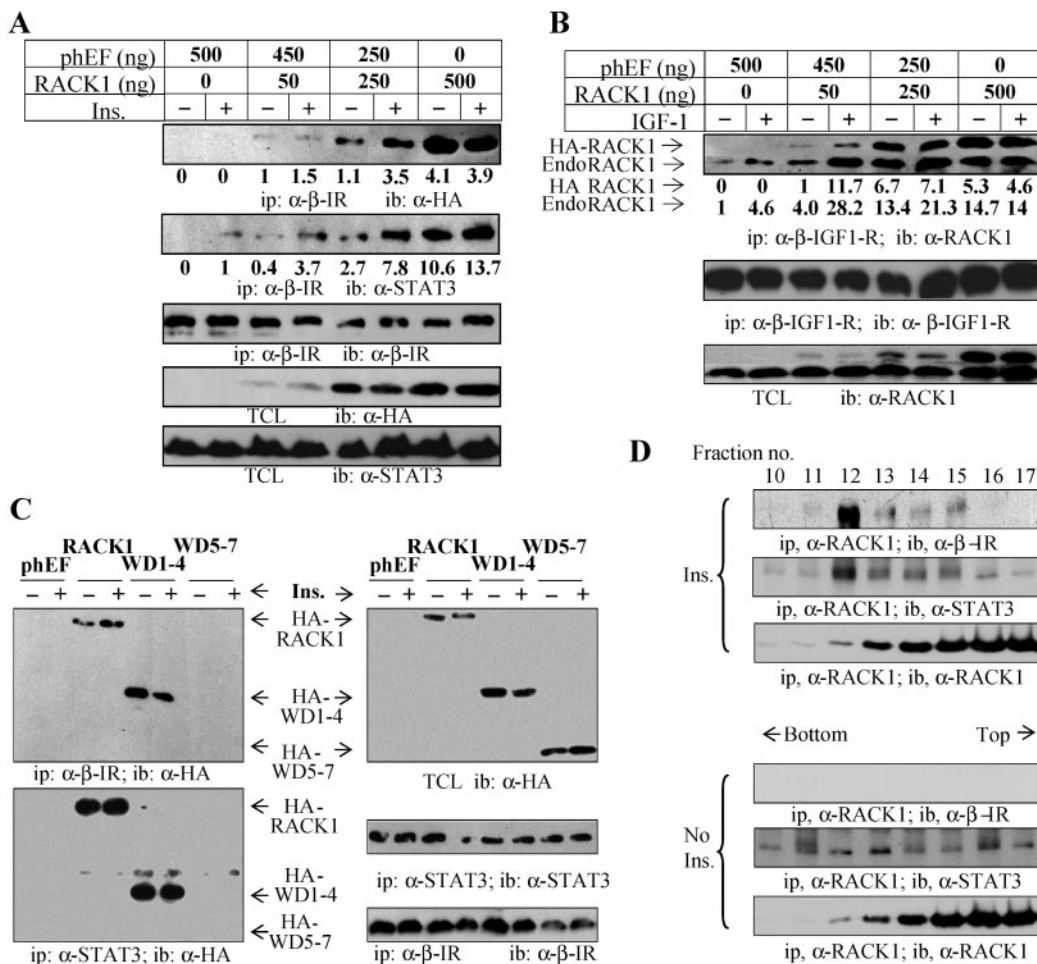 A
phEF (ng) 500 450 250 0
RACK1 (ng) 0 50 250 500
Ins. − + − + − + − +
0 0 1 1.5 1.1 3.5 4.1 3.9
ip: α-β-IR ib: α-HA
0 1 0.4 3.7 2.7 7.8 10.6 13.7
ip: α-β-IR ib: α-STAT3
ip: α-β-IR ib: α-β-IR
TCL ib: α-HA
TCL ib: α-STAT3
B
phEF (ng) 500 450 250 0
RACK1 (ng) 0 50 250 500
IGF-1 − + − + − + − +
HA-RACK1 →
EndoRACK1 →
HA RACK1 → 0 0 1 11.7 6.7 7.1 5.3 4.6
EndoRACK1 → 1 4.6 4.0 28.2 13.4 21.3 14.7 14
ip: α-β-IGF1-R; ib: α-RACK1
ip: α-β-IGF1-R; ib: α- β-IGF1-R
TCL ib: α-RACK1
C
RACK1 WD5-7
phEF WD1-4
− + − + − + − +
← Ins. →
RACK1 WD5-7
phEF WD1-4
− + − + − + − +
← HA- →
RACK1
← HA- →
WD1-4
← HA- →
WD5-7
ip: α-β-IR; ib: α-HA
TCL ib: α-HA
← HA-
RACK1
HA-
← WD1-4
HA-
← WD5-7
ip: α-STAT3; ib: α-HA
ip: α-STAT3; ib: α-STAT3
ip: α-β-IR ib: α-β-IR
D
Fraction no.
10 11 12 13 14 15 16 17
Ins.
ip, α-RACK1; ib, α-β-IR
ip, α-RACK1; ib, α-STAT3
ip, α-RACK1; ib, α-RACK1
← Bottom Top →
No
Ins.
ip, α-RACK1; ib, α-β-IR
ip, α-RACK1; ib, α-STAT3
ip, α-RACK1; ib, α-RACK1